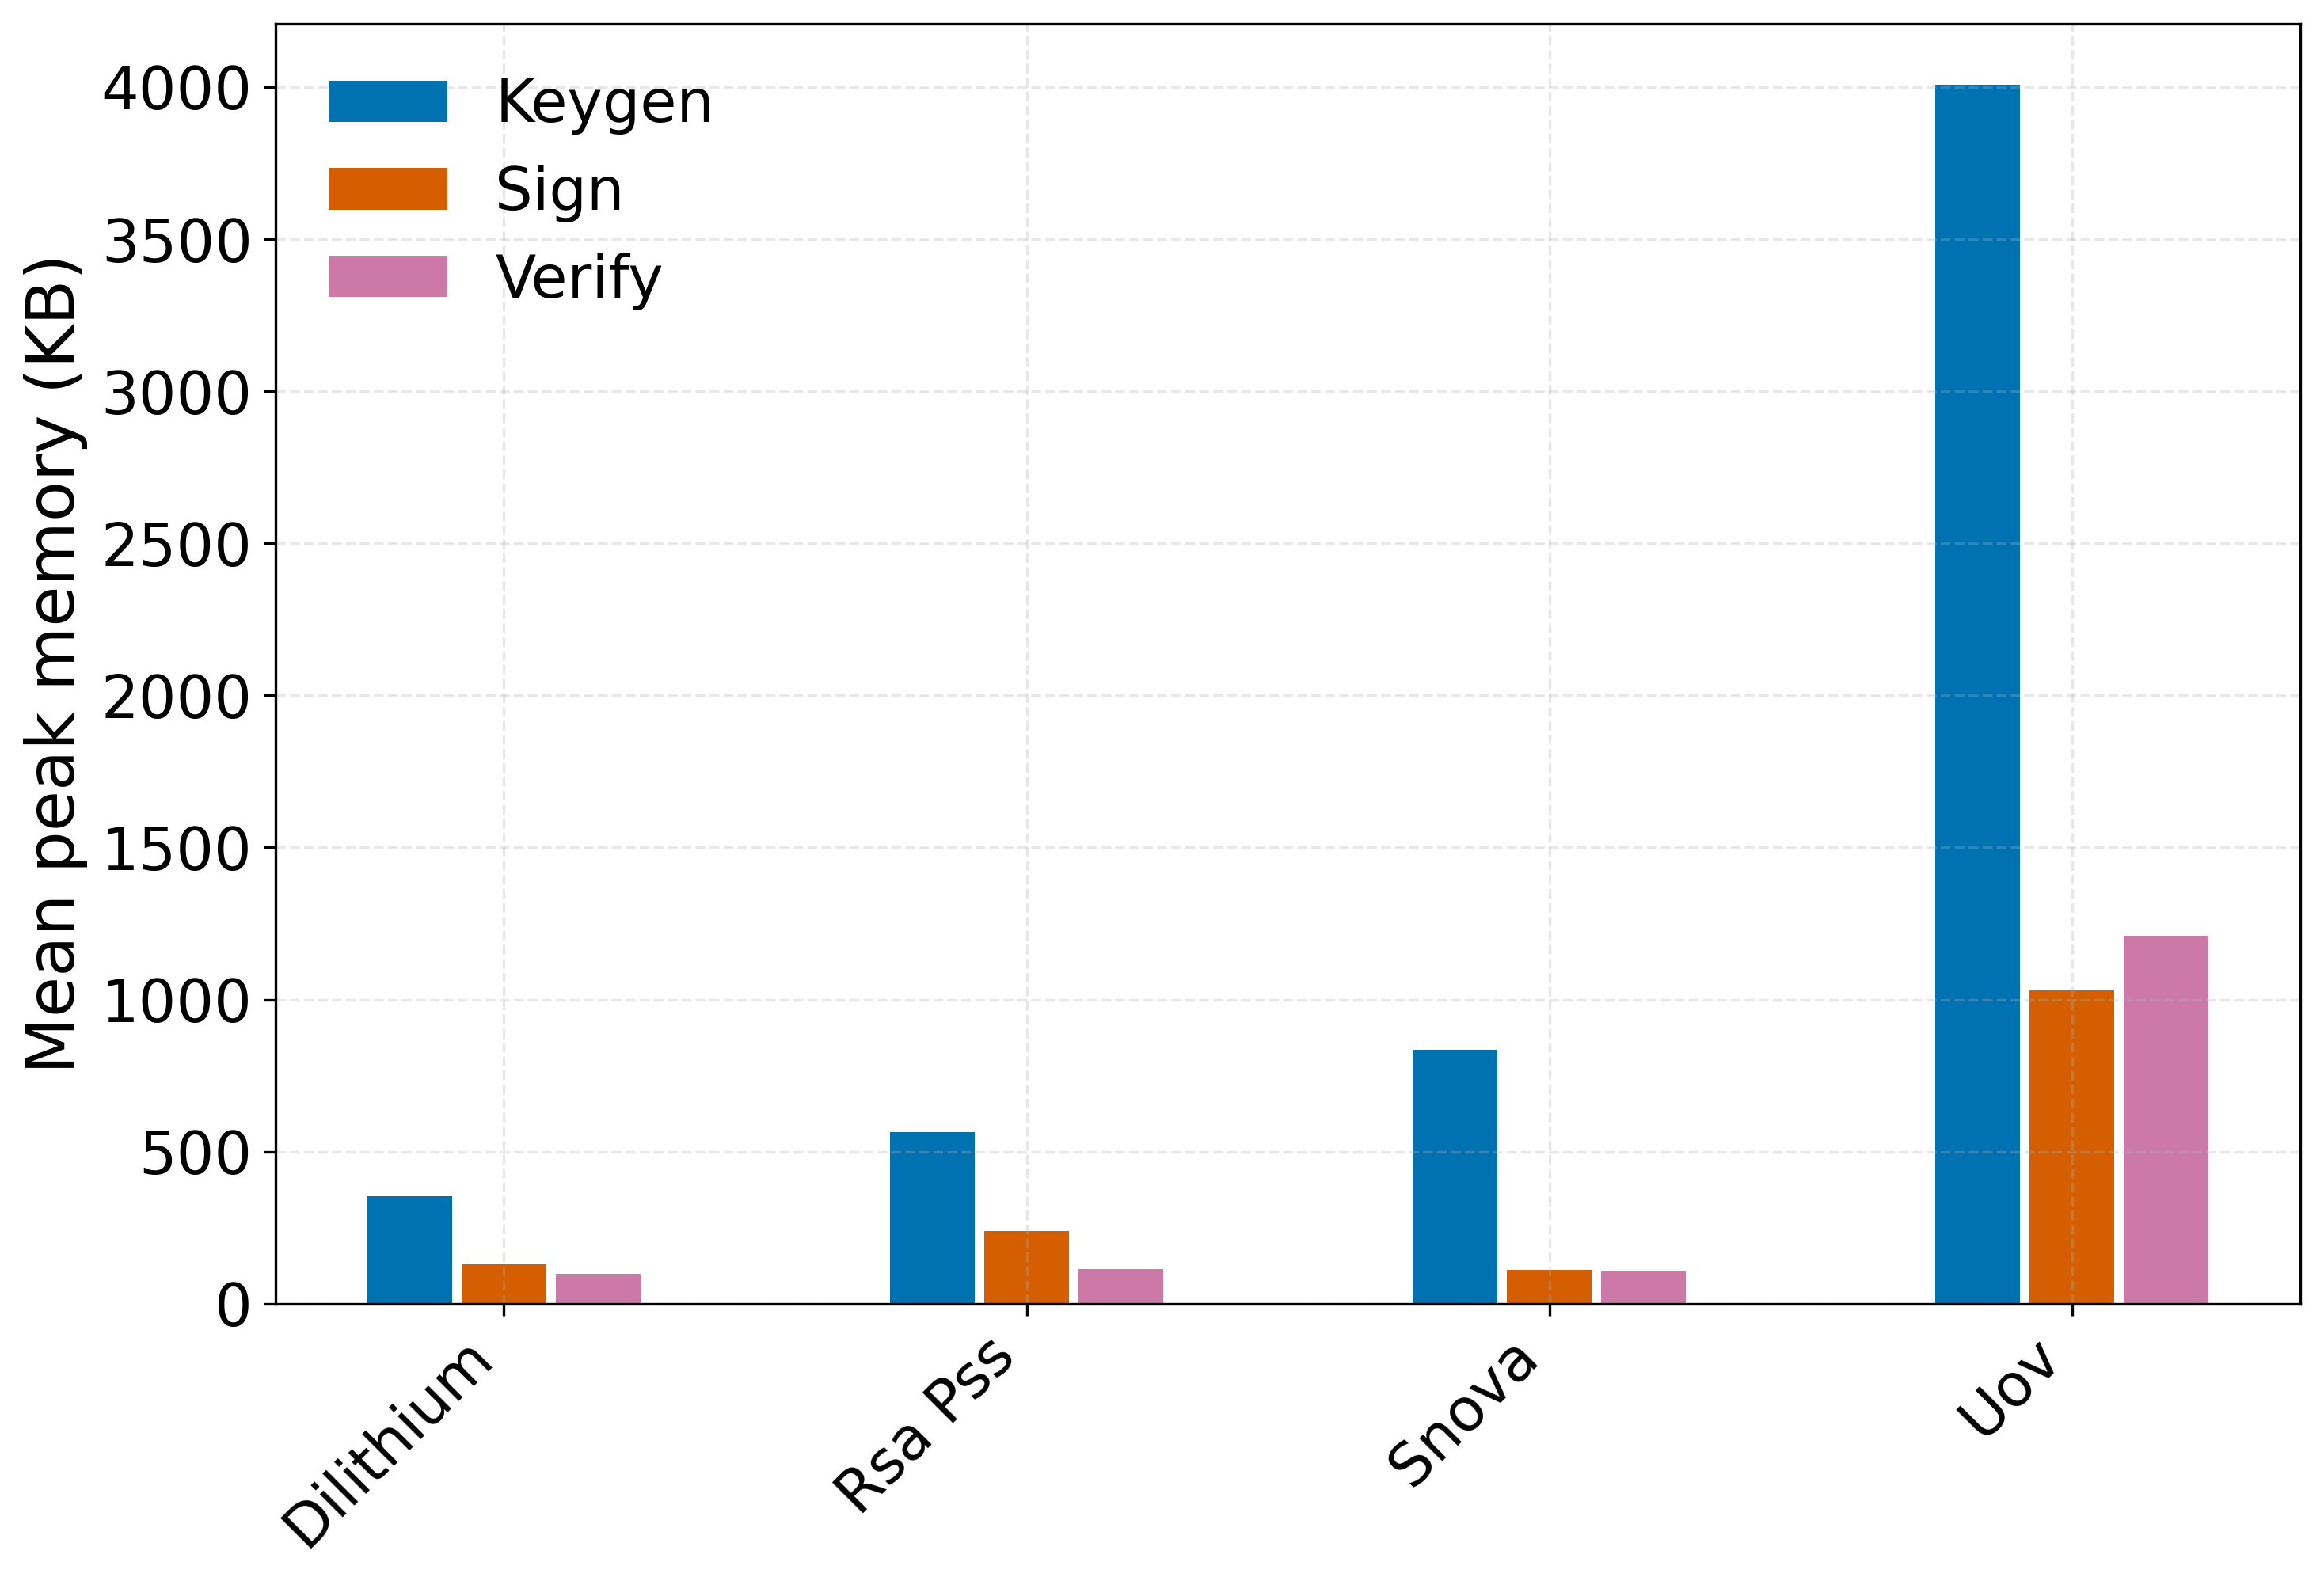 Mean peak memory (KB)
4000
3500
3000
2500
2000
1500
1000
500
0
Keygen
Sign
Verify
Dilithium
Rsa Pss
Snova
Uov